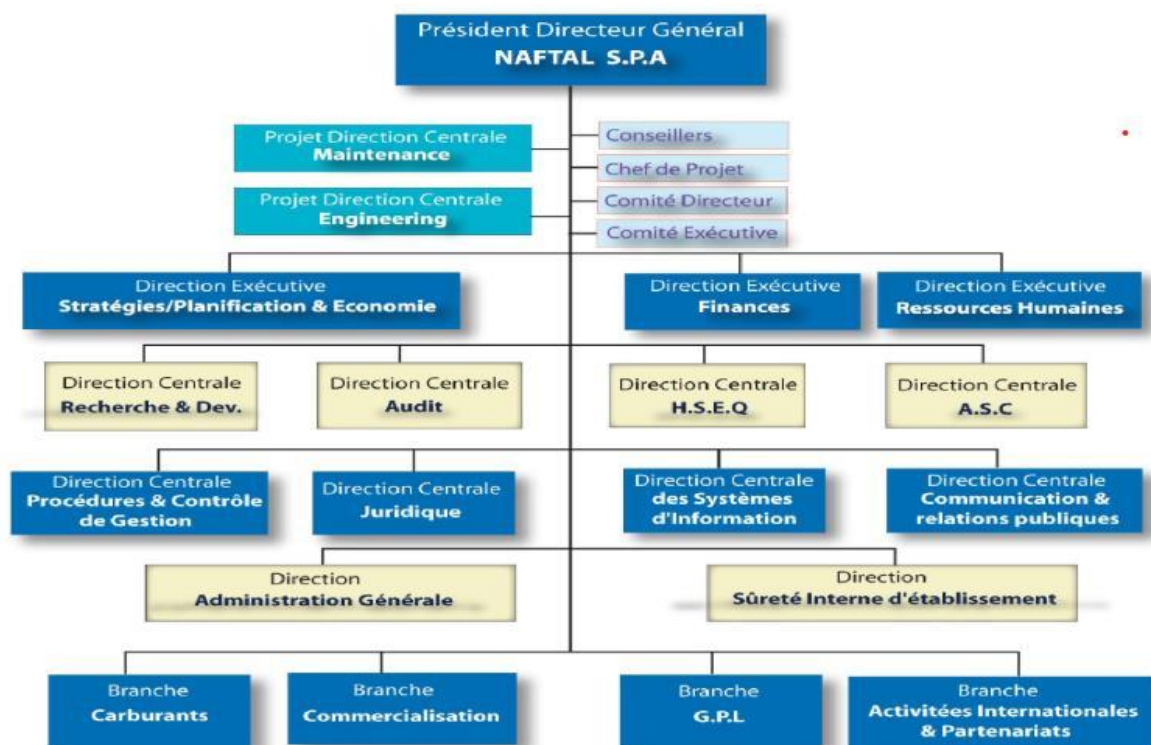 Président Directeur Général
NAFTAL S.P.A
Projet Direction Centrale
Maintenance
Projet Direction Centrale
Engineering
Conseillers
Chef de Projet
Comité Directeur
Comité Exécutive
Direction Exécutive
Stratégies/Planification & Economie
Direction Exécutive
Finances
Direction Exécutive
Ressources Humaines
Direction Centrale
Recherche & Dev.
Direction Centrale
Audit
Direction Centrale
H.S.E.Q
Direction Centrale
A.S.C
Direction Centrale
Procédures & Contrôle
de Gestion
Direction Centrale
Juridique
Direction Centrale
des Systèmes
d'Information
Direction Centrale
Communication &
relations publiques
Direction
Administration Générale
Direction
Sûreté Interne d'établissement
Branche
Carburants
Branche
Commercialisation
Branche
G.P.L
Branche
Activitées Internationales
& Partenariats